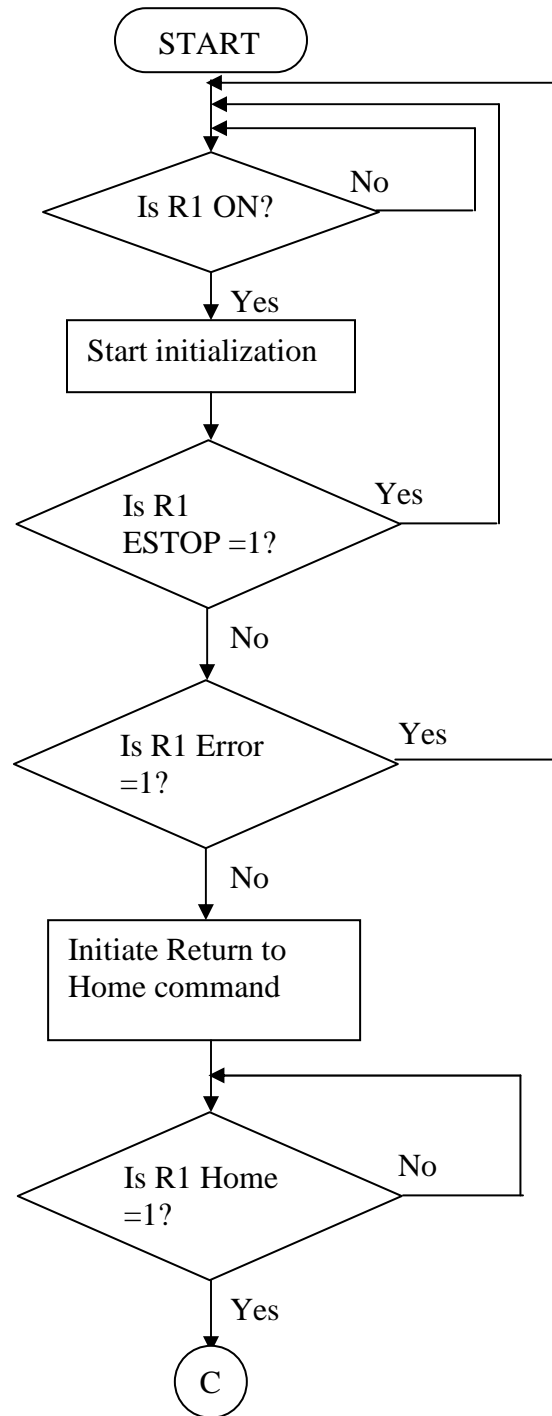 START
No
Is R1 ON?
Yes
Start initialization
Yes
Is R1
ESTOP =1?
No
Yes
Is R1 Error
=1?
No
Initiate Return to
Home command
No
Is R1 Home
=1?
Yes
C